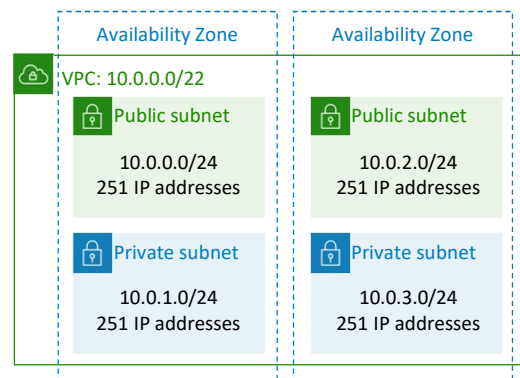 Availability Zone
Availability Zone
VPC: 10.0.0.0/22
Public subnet
10.0.0.0/24
251 IP addresses
Public subnet
10.0.2.0/24
251 IP addresses
Private subnet
10.0.1.0/24
251 IP addresses
Private subnet
10.0.3.0/24
251 IP addresses